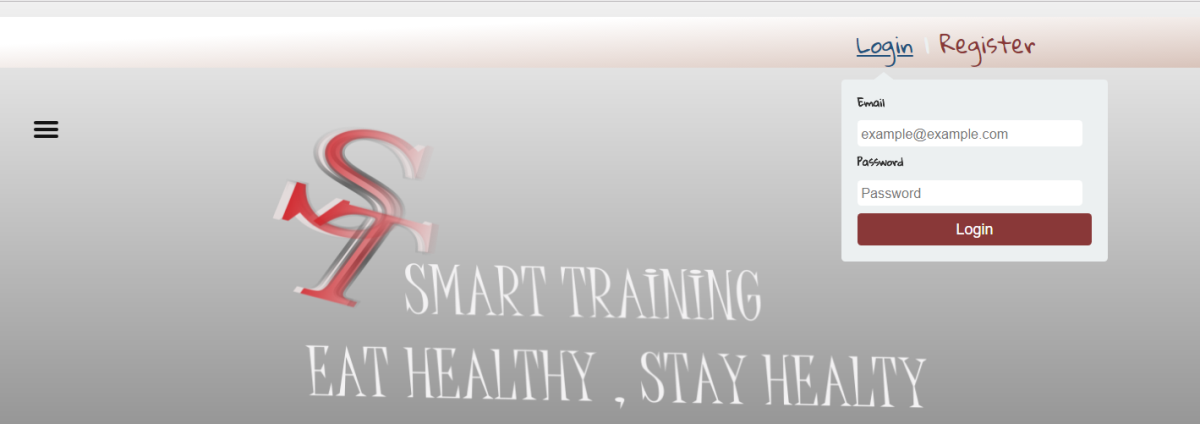 Login | Register
Email
example@example.com
Password
Password
Login
ST
SMART TRAINING
EAT HEALTHY , STAY HEALTY